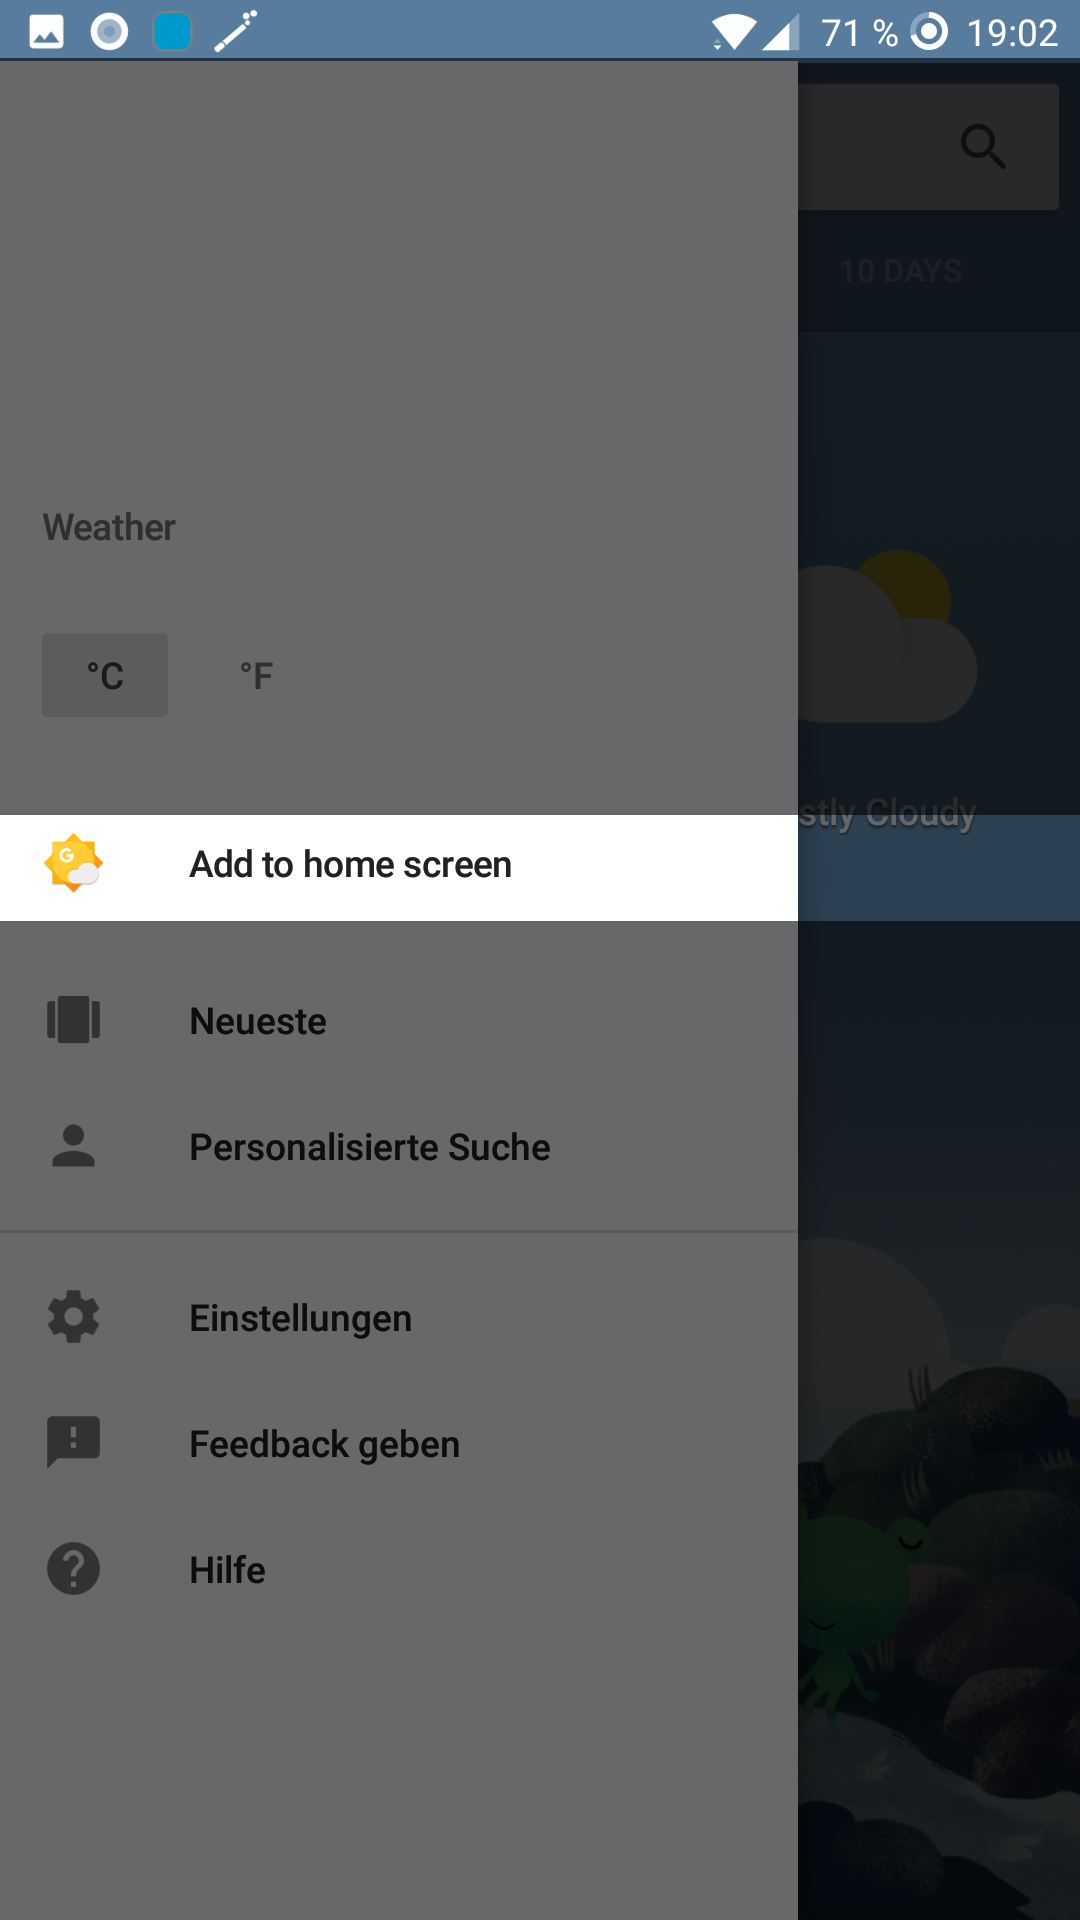 71 % 19:02
10 DAYS
Weather
°C °F
stly Cloudy
Add to home screen
Neueste
Personalisierte Suche
Einstellungen
Feedback geben
Hilfe